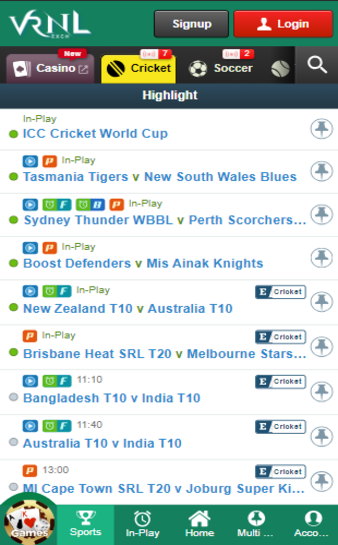 VRNL
EXCH
Signup
Login
New
Casino
7
Cricket
2
Soccer
Highlight
In-Play
ICC Cricket World Cup
P In-Play
Tasmania Tigers v New South Wales Blues
F B P In-Play
Sydney Thunder WBBL v Perth Scorchers...
P In-Play
Boost Defenders v Mis Ainak Knights
F In-Play
E Cricket
New Zealand T10 v Australia T10
P In-Play
E Cricket
Brisbane Heat SRL T20 v Melbourne Stars...
F 11:10
E Cricket
Bangladesh T10 v India T10
F 11:40
E Cricket
Australia T10 v India T10
P 13:00
E Cricket
MI Cape Town SRL T20 v Joburg Super Ki...
Games
Sports
In-Play
Home
Multi ...
Acco...